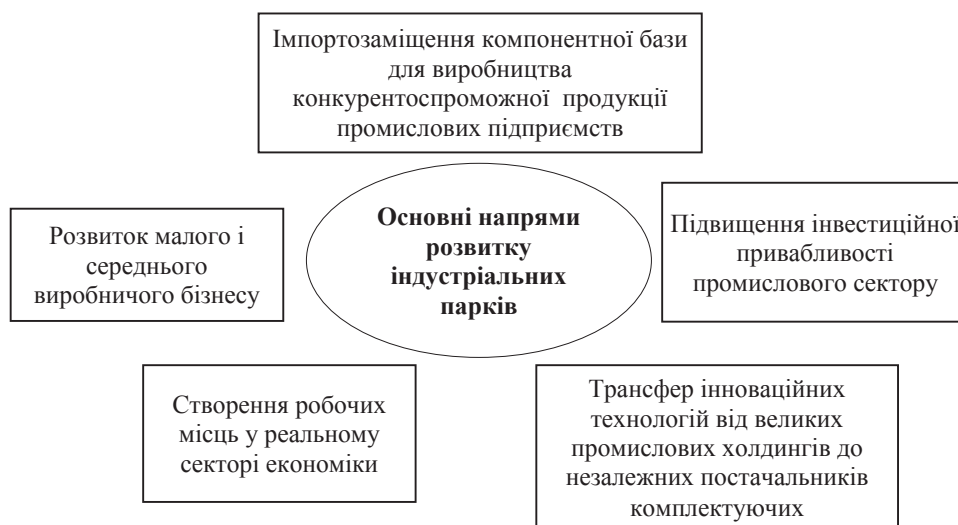 Імпортозаміщення компонентної бази
для виробництва
конкурентоспроможної продукції
промислових підприємств
Розвиток малого і
середнього
виробничого бізнесу
Основні напрями
розвитку
індустріальних
парків
Підвищення інвестиційної
привабливості
промислового сектору
Створення робочих
місць у реальному
секторі економіки
Трансфер інноваційних
технологій від великих
промислових холдингів до
незалежних постачальників
комплектуючих